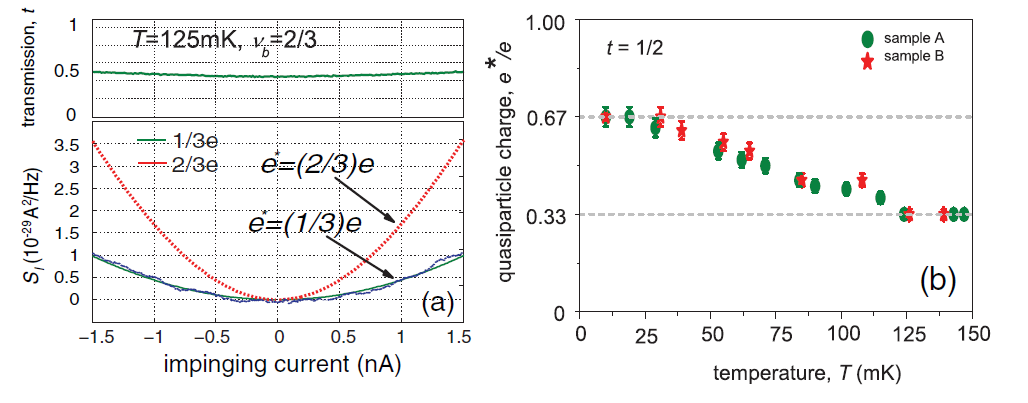 transmission, t
1
0.5
0
T=125mK, ν_b=2/3
S_I (10⁻²⁹A²/Hz)
3.5
3
2.5
2
1.5
1
0.5
0
1/3e
2/3e
e*=(2/3)e
e*=(1/3)e
(a)
−1.5 −1 −0.5 0 0.5 1 1.5
impinging current (nA)
quasiparticle charge, e*/e
1.00
0.67
0.33
0
t = 1/2
sample A
sample B
(b)
0 25 50 75 100 125 150
temperature, T (mK)